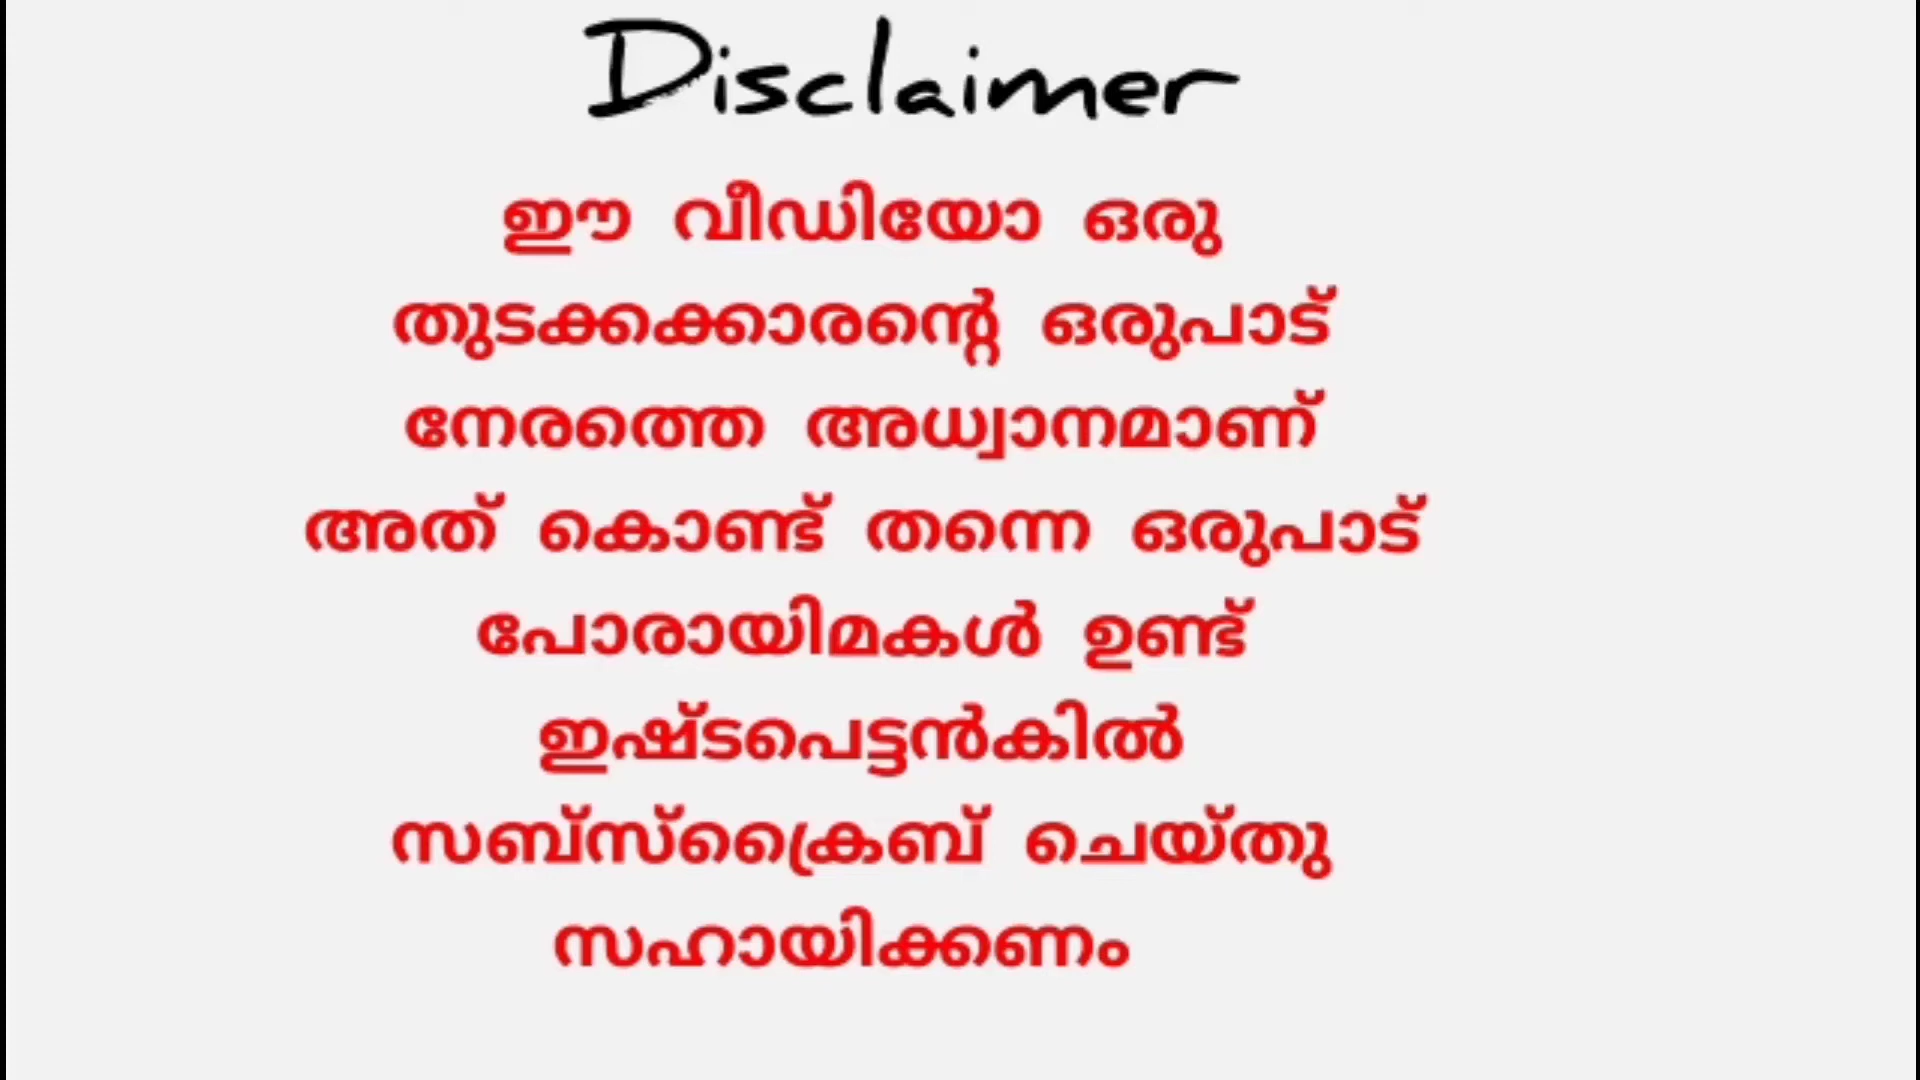 Disclaimer
ഈ വീഡിയോ ഒരു
തുടക്കക്കാരന്റെ ഒരുപാട്
നേരത്തെ അധ്വാനമാണ്
അത് കൊണ്ട് തന്നെ ഒരുപാട്
പോരായിമകൾ ഉണ്ട്
ഇഷ്ടപെട്ടൻകിൽ
സബ്സ്ക്രൈബ് ചെയ്തു
സഹായിക്കണം